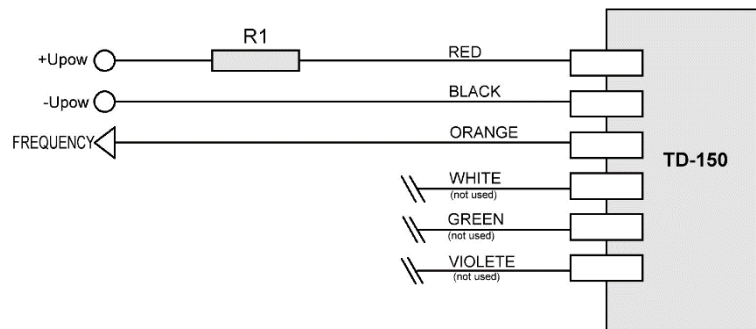 R1
+Upow
RED
-Upow
BLACK
FREQUENCY
ORANGE
TD-150
WHITE
(not used)
GREEN
(not used)
VIOLETE
(not used)